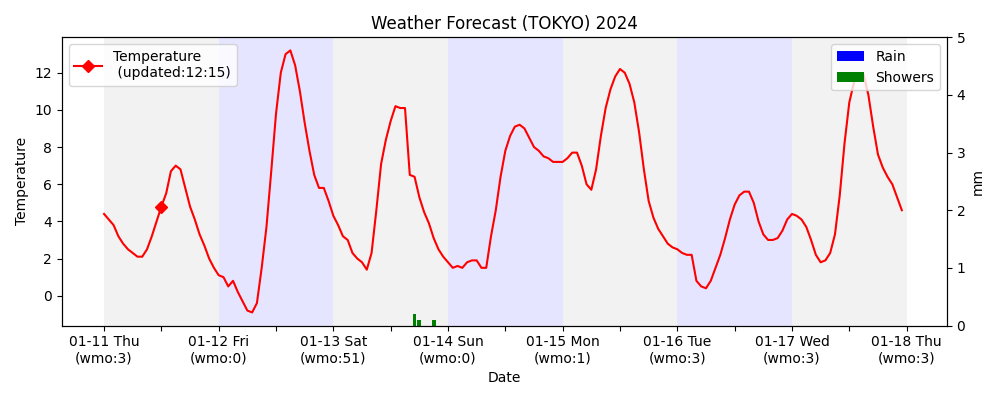 Weather Forecast (TOKYO) 2024
Temperature
(updated:12:15)
Rain
Showers
Temperature
12
10
8
6
4
2
0
5
4
3
2
1
0
mm
01-11 Thu
(wmo:3)
01-12 Fri
(wmo:0)
01-13 Sat
(wmo:51)
01-14 Sun
(wmo:0)
01-15 Mon
(wmo:1)
01-16 Tue
(wmo:3)
01-17 Wed
(wmo:3)
01-18 Thu
(wmo:3)
Date